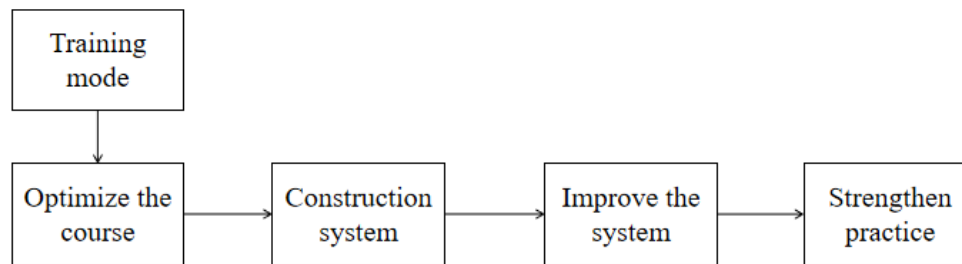 Training
mode
Optimize the
course
Construction
system
Improve the
system
Strengthen
practice